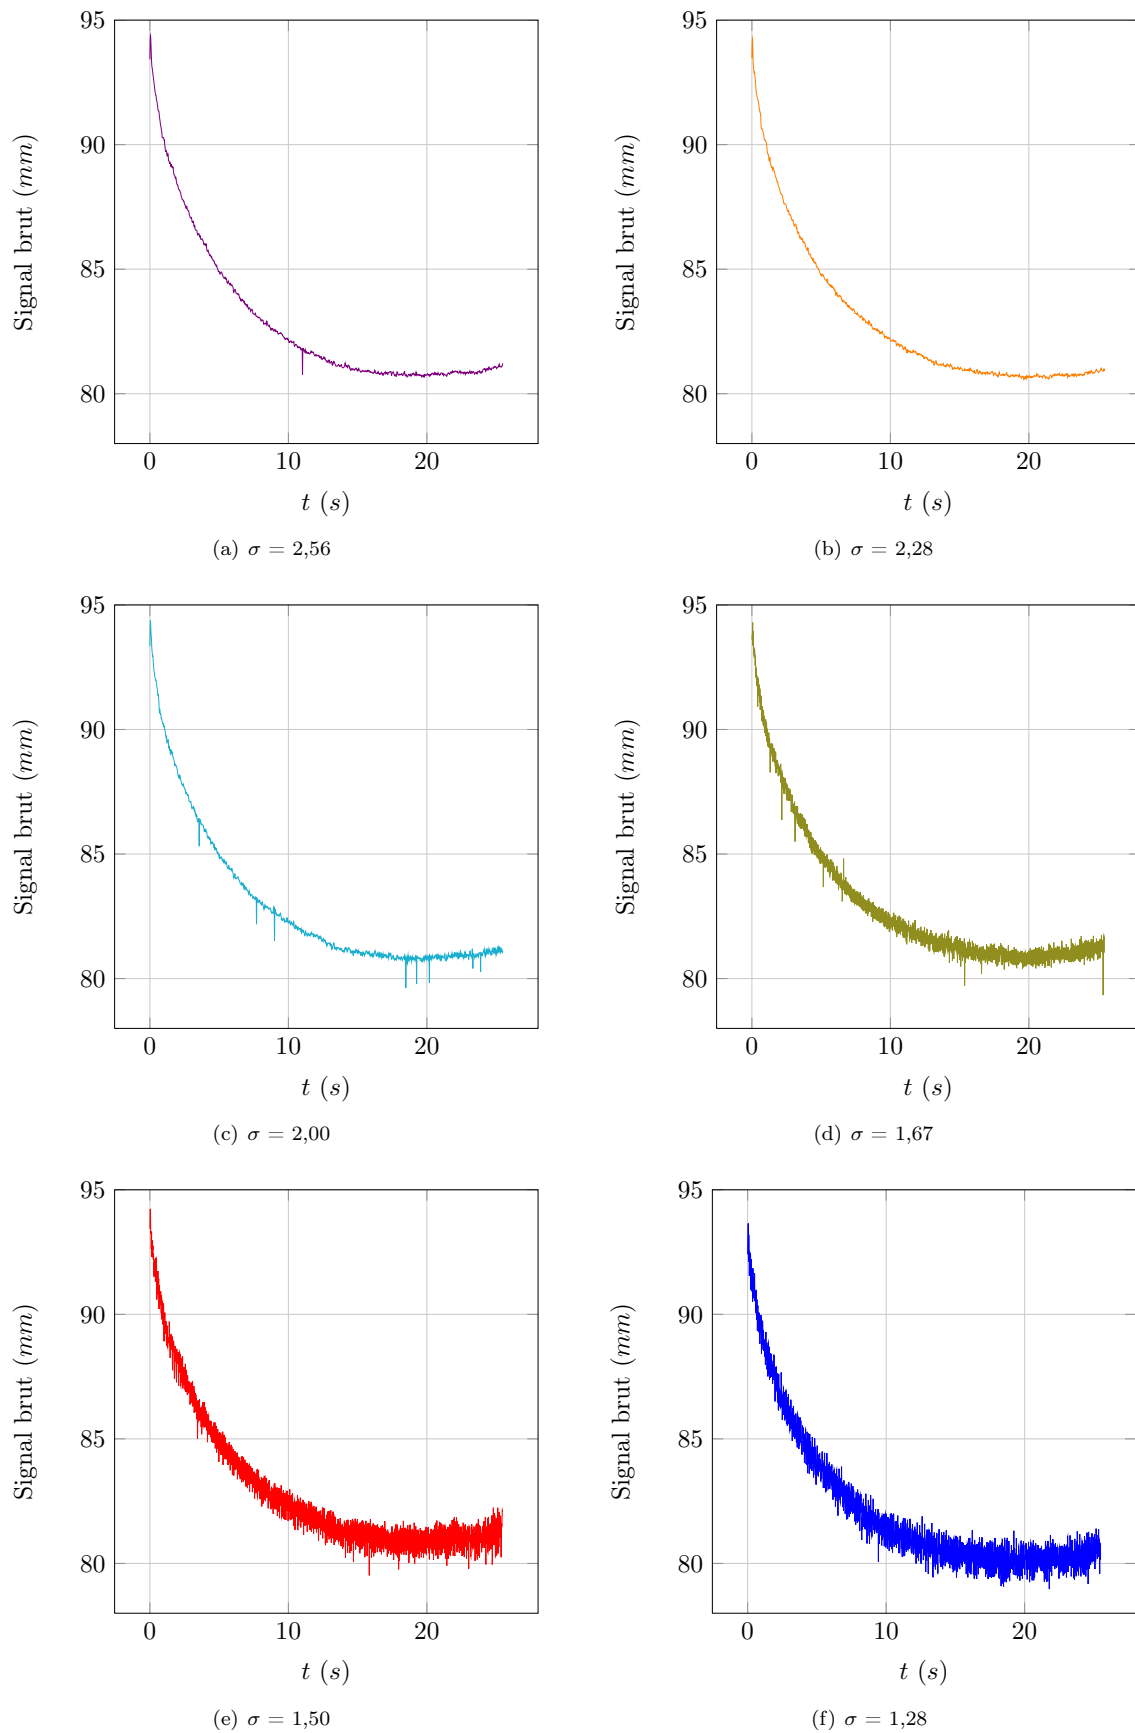 95
90
85
80
Signal brut (mm)
0 10 20
t (s)
(a) σ = 2,56
95
90
85
80
Signal brut (mm)
0 10 20
t (s)
(b) σ = 2,28
95
90
85
80
Signal brut (mm)
0 10 20
t (s)
(c) σ = 2,00
95
90
85
80
Signal brut (mm)
0 10 20
t (s)
(d) σ = 1,67
95
90
85
80
Signal brut (mm)
0 10 20
t (s)
(e) σ = 1,50
95
90
85
80
Signal brut (mm)
0 10 20
t (s)
(f) σ = 1,28